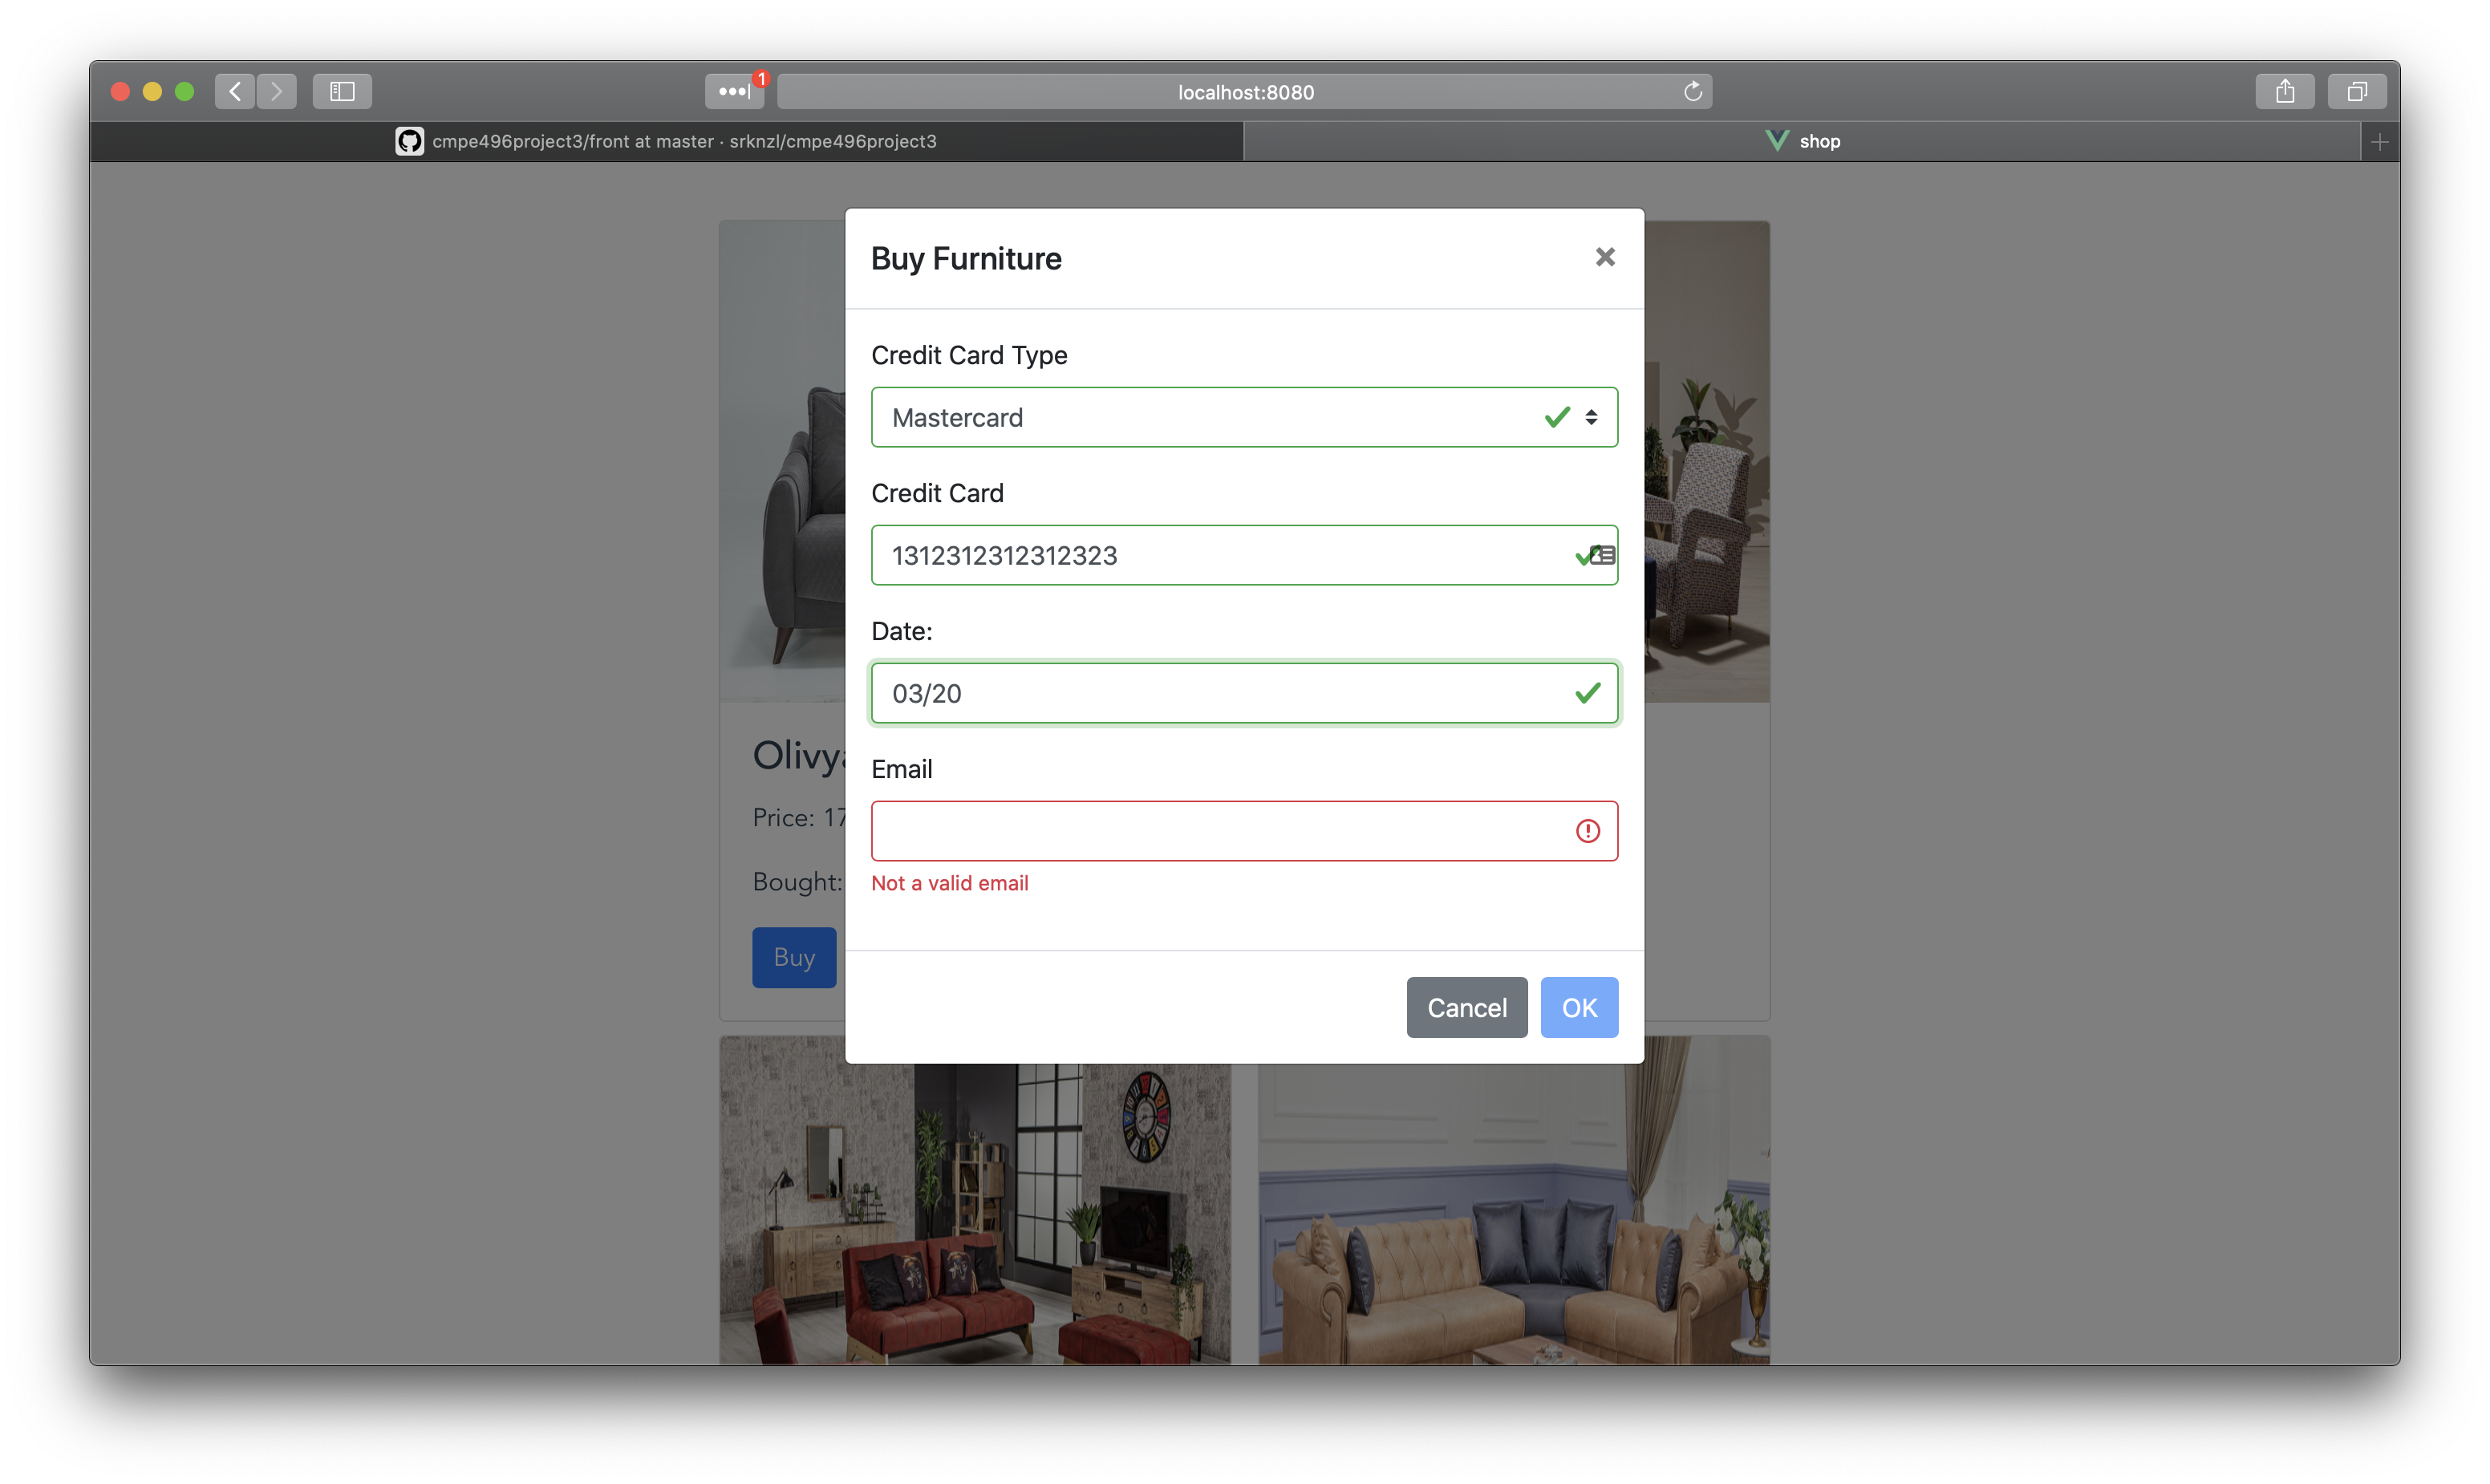 1
localhost:8080
cmpe496project3/front at master · srknzl/cmpe496project3
shop
Buy Furniture
Credit Card Type
Mastercard
Credit Card
1312312312312323
Date:
03/20
Email
Not a valid email
Cancel OK
Price: 17
Bought:
Buy